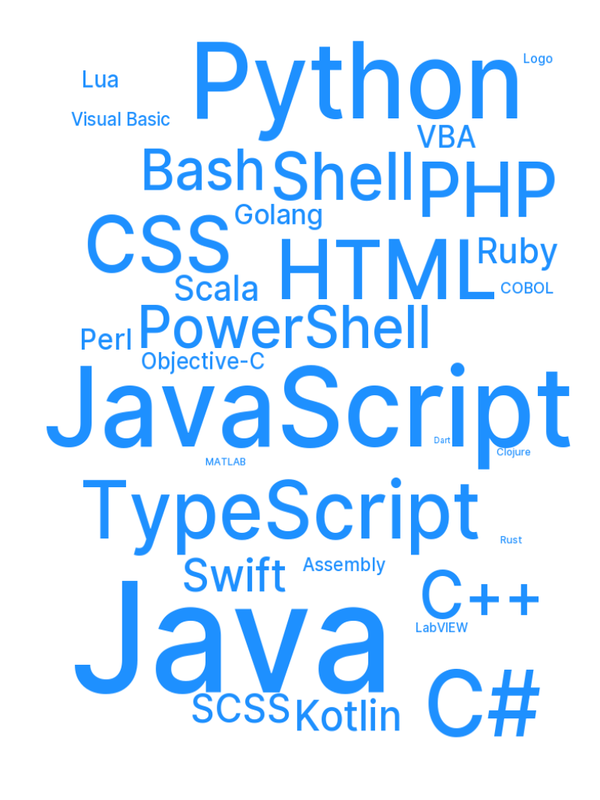 Python
Logo
Lua
Visual Basic
VBA
Bash
Shell
PHP
Golang
CSS
HTML
Ruby
Scala
COBOL
PowerShell
Perl
Objective-C
JavaScript
Dart
Clojure
MATLAB
TypeScript
Rust
Swift
Assembly
C++
Java
LabVIEW
C#
SCSS
Kotlin